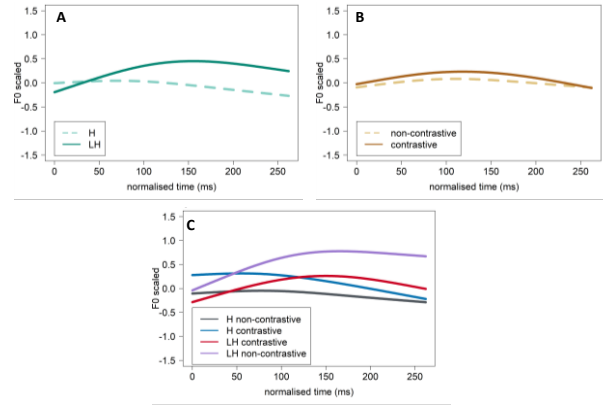 A
1.5
1.0
0.5
0.0
-0.5
-1.0
-1.5
F0 scaled
H
LH
0 50 100 150 200 250
normalised time (ms)
B
1.5
1.0
0.5
0.0
-0.5
-1.0
-1.5
F0 scaled
non-contrastive
contrastive
0 50 100 150 200 250
normalised time (ms)
C
1.5
1.0
0.5
0.0
-0.5
-1.0
-1.5
F0 scaled
H non-contrastive
H contrastive
LH contrastive
LH non-contrastive
0 50 100 150 200 250
normalised time (ms)